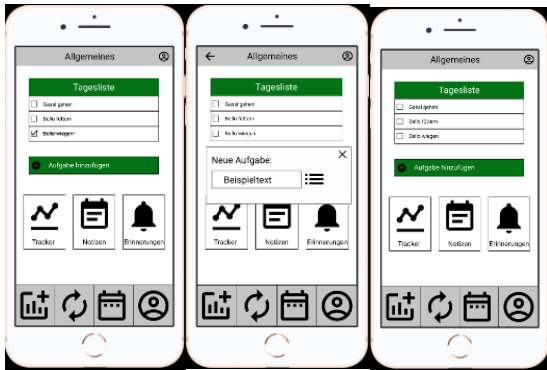 Allgemeines
Tagesliste
Gassi gehen
Bello füttern
Bello wiegen
Aufgabe hinzufügen
Tracker
Notizen
Erinnerungen
Allgemeines
Tagesliste
Gassi gehen
Bello füttern
Bello wiegen
Neue Aufgabe:
Beispieltext
Tracker
Notizen
Erinnerungen
Allgemeines
Tagesliste
Gassi gehen
Bello
Bello wiegen
Aufgabe hinzufügen
Tracker
Notizen
Erinnerungen